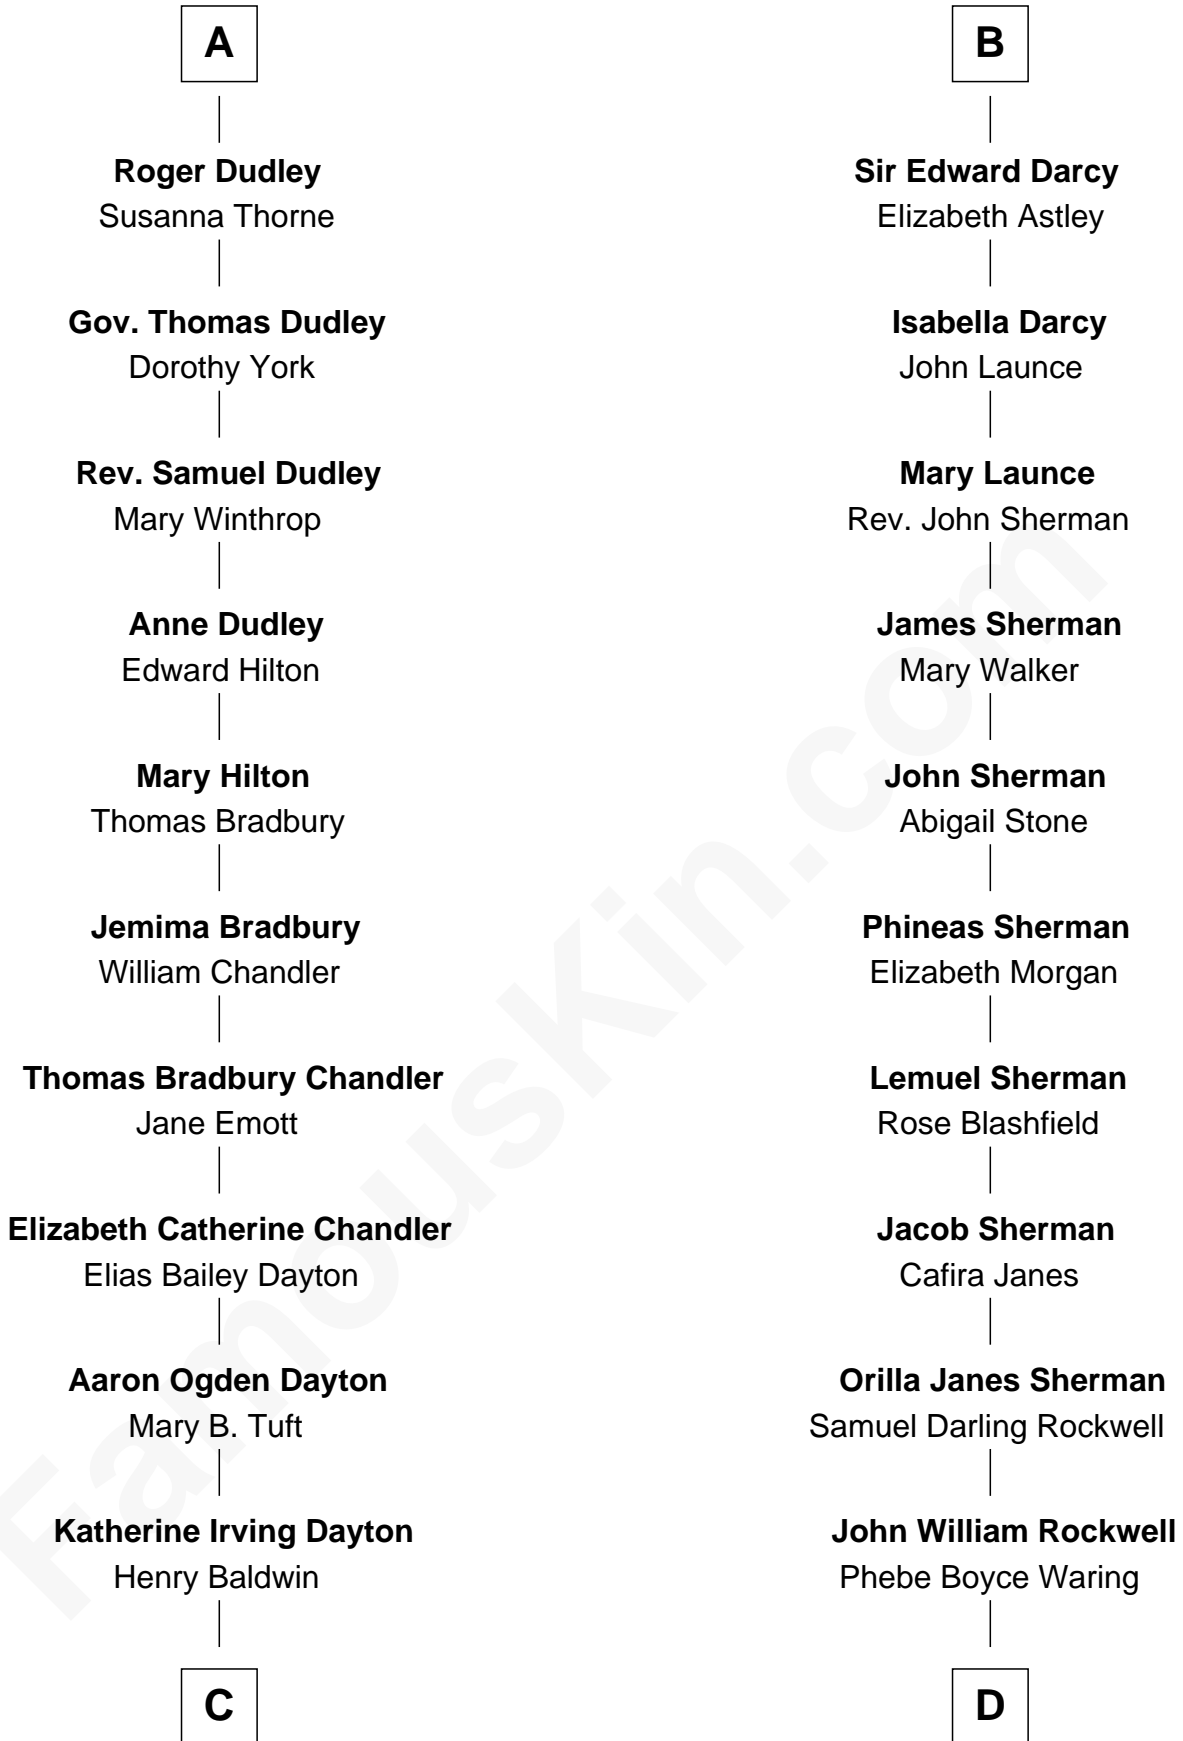 A
Roger Dudley
Susanna Thorne
Gov. Thomas Dudley
Dorothy York
Rev. Samuel Dudley
Mary Winthrop
Anne Dudley
Edward Hilton
Mary Hilton
Thomas Bradbury
Jemima Bradbury
William Chandler
Thomas Bradbury Chandler
Jane Emott
Elizabeth Catherine Chandler
Elias Bailey Dayton
Aaron Ogden Dayton
Mary B. Tuft
Katherine Irving Dayton
Henry Baldwin
C
B
Sir Edward Darcy
Elizabeth Astley
Isabella Darcy
John Launce
Mary Launce
Rev. John Sherman
James Sherman
Mary Walker
John Sherman
Abigail Stone
Phineas Sherman
Elizabeth Morgan
Lemuel Sherman
Rose Blashfield
Jacob Sherman
Cafira Janes
Orilla Janes Sherman
Samuel Darling Rockwell
John William Rockwell
Phebe Boyce Waring
D
FamousKin.com